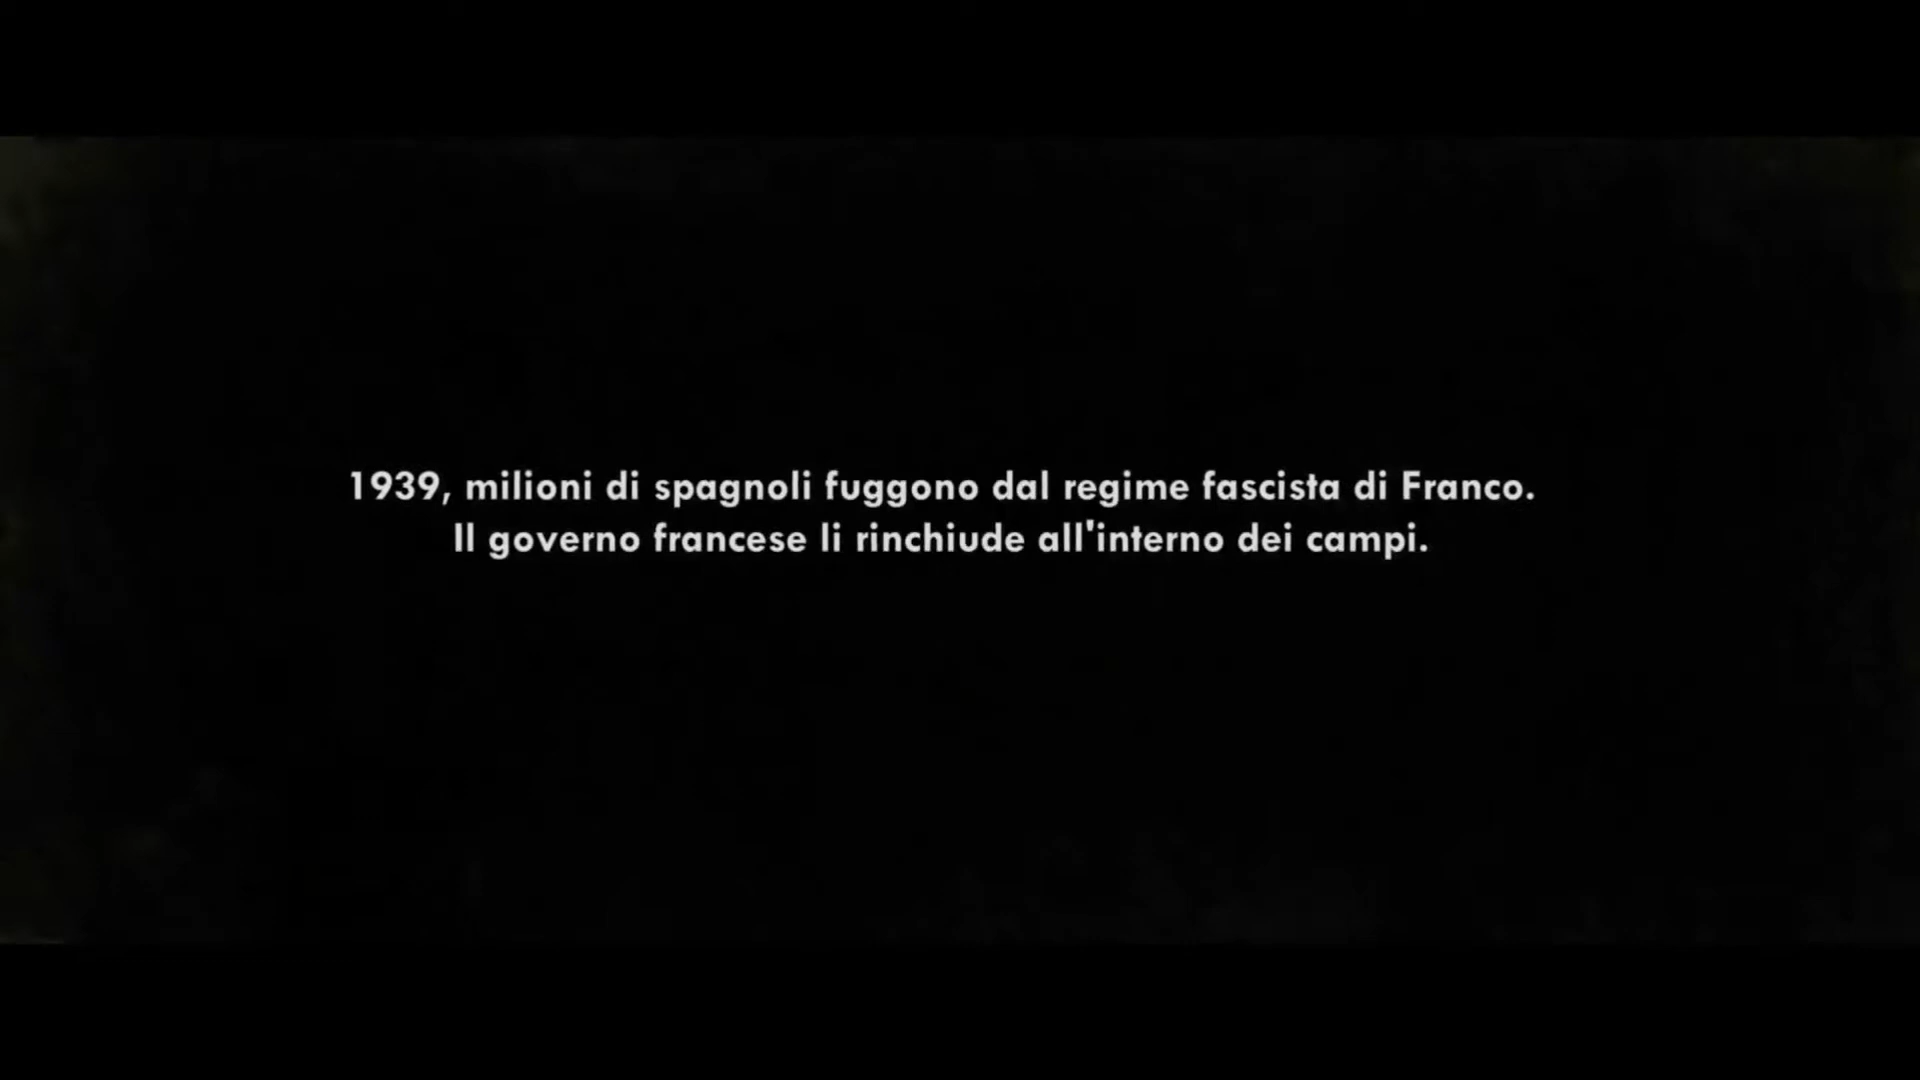 1939, milioni di spagnoli fuggono dal regime fascista di Franco.
Il governo francese li rinchiude all'interno dei campi.